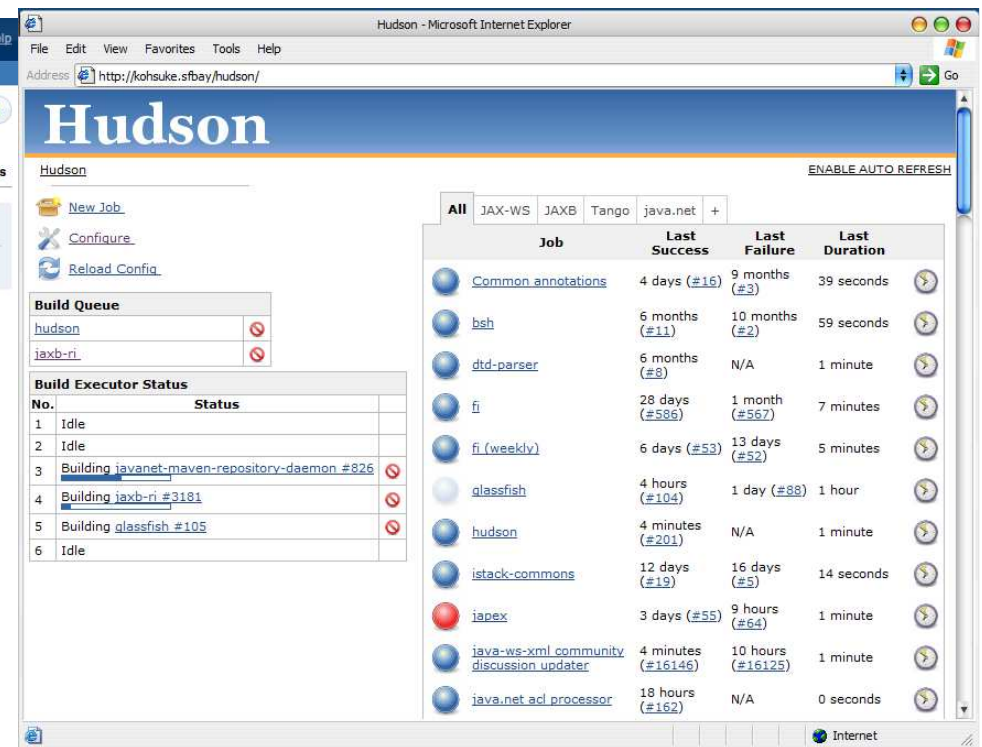 Hudson - Microsoft Internet Explorer
File Edit View Favorites Tools Help
Address http://kohsuke.sfbay/hudson/ Go
Hudson
Hudson
ENABLE AUTO REFRESH
New Job
Configure
Reload Config
Build Queue
hudson
jaxb-ri
Build Executor Status
No. Status
1 Idle
2 Idle
3 Building javanet-maven-repository-daemon #826
4 Building jaxb-ri #3181
5 Building glassfish #105
6 Idle
All JAX-WS JAXB Tango java.net +
Job Last Success Last Failure Last Duration
Common annotations 4 days (#16) 9 months (#3) 39 seconds
bsh 6 months (#11) 10 months (#2) 59 seconds
dtd-parser 6 months (#8) N/A 1 minute
fi 28 days (#586) 1 month (#567) 7 minutes
fi (weekly) 6 days (#53) 13 days (#52) 5 minutes
glassfish 4 hours (#104) 1 day (#88) 1 hour
hudson 4 minutes (#201) N/A 1 minute
istack-commons 12 days (#19) 16 days (#5) 14 seconds
japex 3 days (#55) 9 hours (#64) 1 minute
java-ws-xml community discussion updater 4 minutes (#16146) 10 hours (#16125) 1 minute
java.net acl processor 18 hours (#162) N/A 0 seconds
Internet